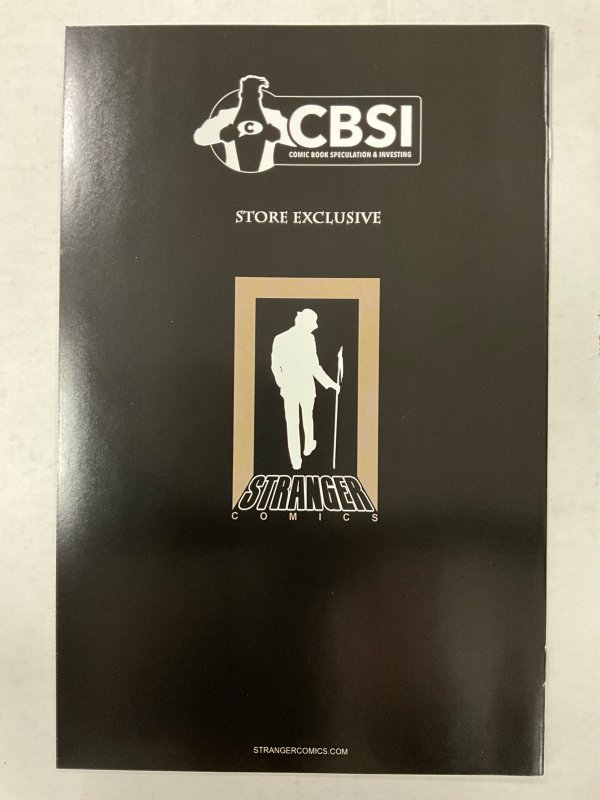 C
CBSI
COMIC BOOK SPECULATION & INVESTING
STORE EXCLUSIVE
STRANGER
COMICS
STRANGERCOMICS.COM